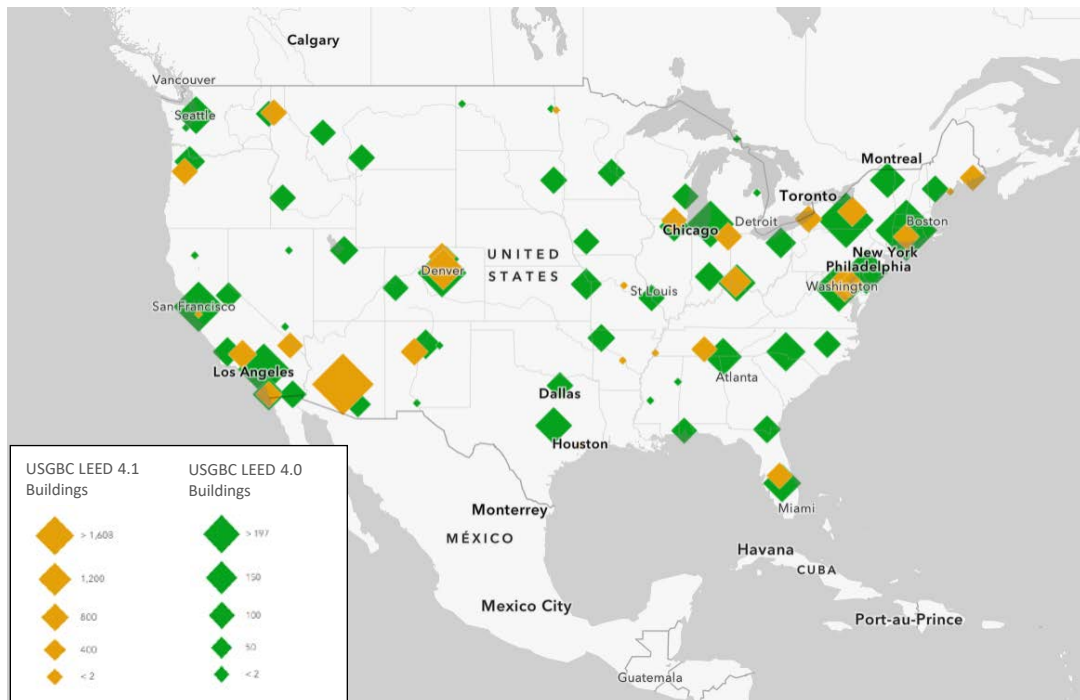 Calgary
Vancouver
Seattle
Montreal
Toronto
Boston
Detroit
Chicago
New York
Philadelphia
UNITED
STATES
Denver
Washington
St Louis
San Francisco
Los Angeles
Atlanta
Dallas
Houston
Miami
Monterrey
MÉXICO
Havana
CUBA
Mexico City
Port-au-Prince
Guatemala
USGBC LEED 4.1
Buildings
> 1,603
1,200
800
400
< 2
USGBC LEED 4.0
Buildings
> 197
150
100
50
< 2